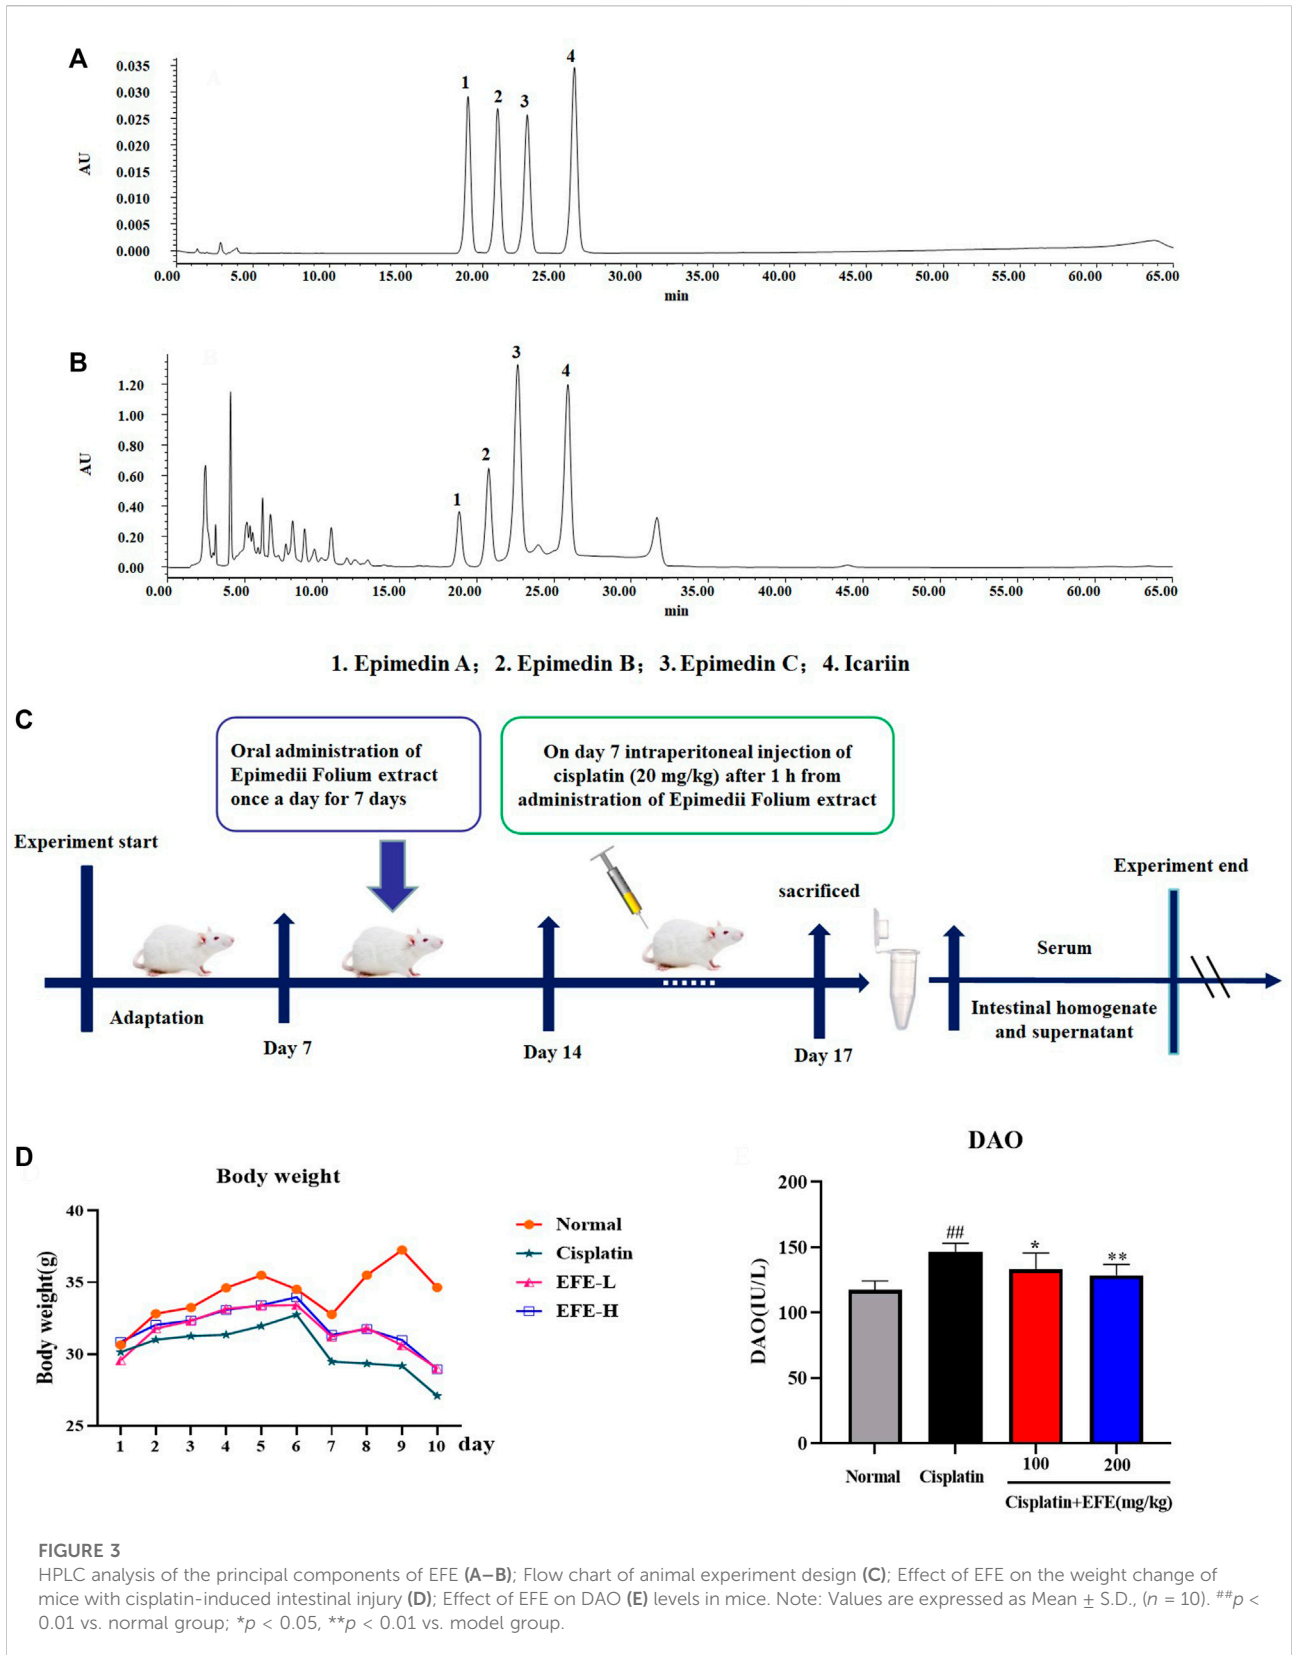 A
0.035
0.030
0.025
0.020
0.015
0.010
0.005
0.000
AU
1
2
3
4
0.00 5.00 10.00 15.00 20.00 25.00 30.00 35.00 40.00 45.00 50.00 55.00 60.00 65.00
min
B
1.20
1.00
0.80
0.60
0.40
0.20
0.00
AU
1
2
3
4
0.00 5.00 10.00 15.00 20.00 25.00 30.00 35.00 40.00 45.00 50.00 55.00 60.00 65.00
min
1. Epimedin A; 2. Epimedin B; 3. Epimedin C; 4. Icariin
C
Oral administration of
Epimedii Folium extract
once a day for 7 days
On day 7 intraperitoneal injection of
cisplatin (20 mg/kg) after 1 h from
administration of Epimedii Folium extract
Experiment start
Adaptation
Day 7
Day 14
sacrificed
Day 17
Serum
Intestinal homogenate
and supernatant
Experiment end
D
Body weight
40
35
30
25
Body weight(g)
1 2 3 4 5 6 7 8 9 10 day
Normal
Cisplatin
EFE-L
EFE-H
E
DAO
200
150
100
50
0
DAO(IU/L)
##
*
**
Normal Cisplatin 100 200
Cisplatin+EFE(mg/kg)
FIGURE 3
HPLC analysis of the principal components of EFE (A–B); Flow chart of animal experiment design (C); Effect of EFE on the weight change of
mice with cisplatin-induced intestinal injury (D); Effect of EFE on DAO (E) levels in mice. Note: Values are expressed as Mean ± S.D., (n = 10). ##p <
0.01 vs. normal group; *p < 0.05, **p < 0.01 vs. model group.